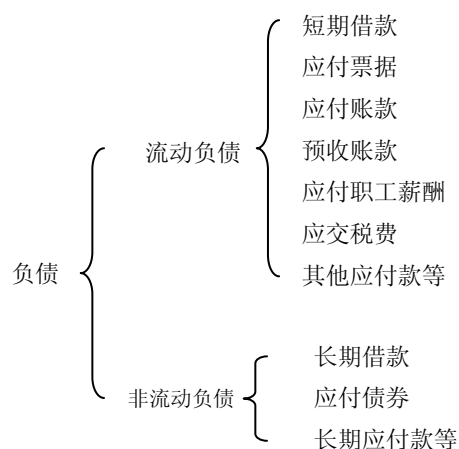 负债
流动负债
短期借款
应付票据
应付账款
预收账款
应付职工薪酬
应交税费
其他应付款等
非流动负债
长期借款
应付债券
长期应付款等